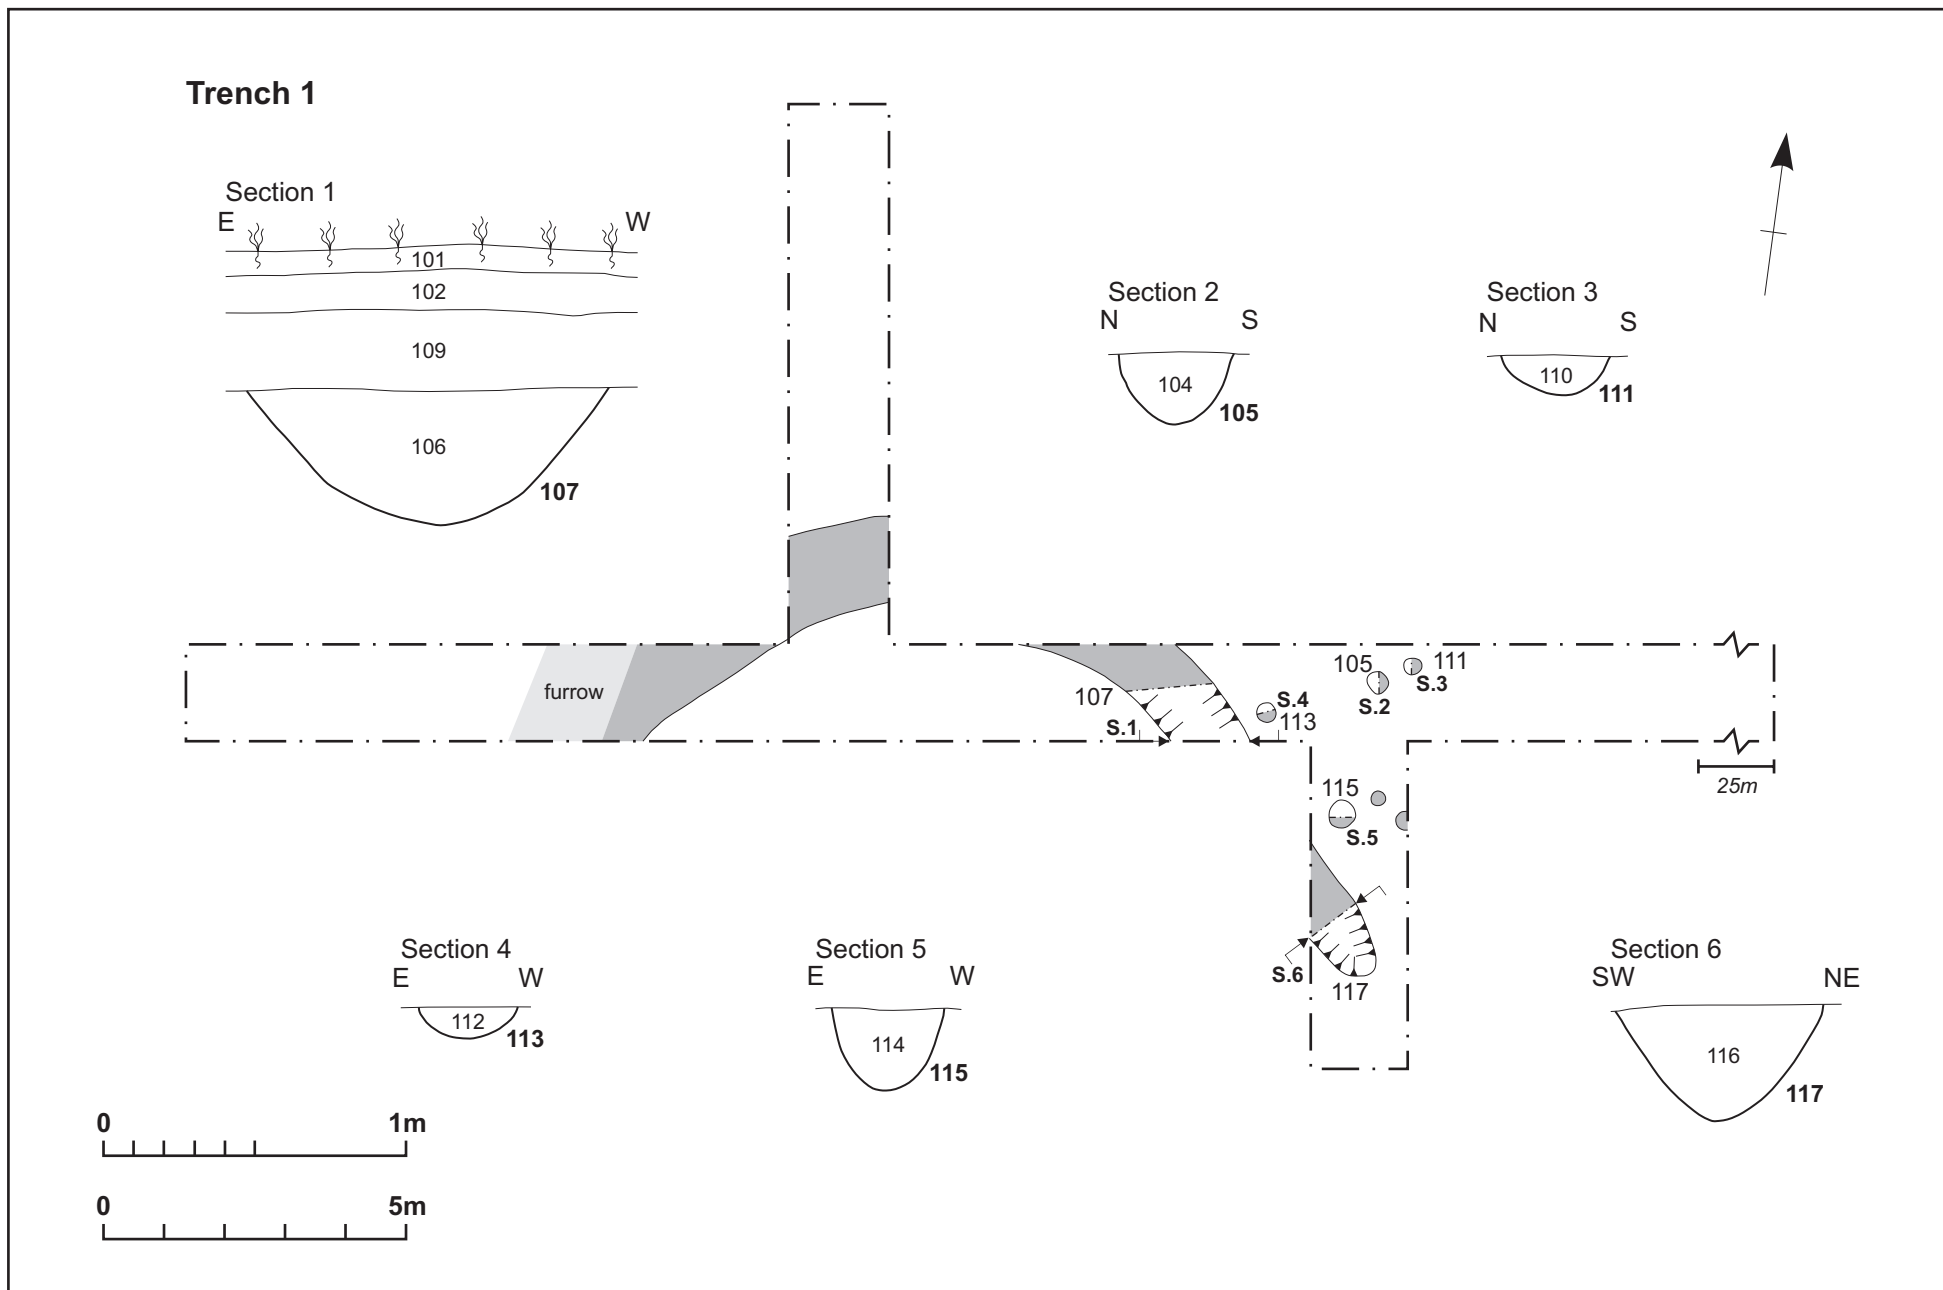 Trench 1
Section 1
E W
101
102
109
106
107
Section 2
N S
104
105
Section 3
N S
110
111
furrow
107
S.1
S.4
113
105
S.2
111
S.3
25m
115
S.5
S.6
117
Section 4
E W
112
113
Section 5
E W
114
115
Section 6
SW NE
116
117
0 1m
0 5m